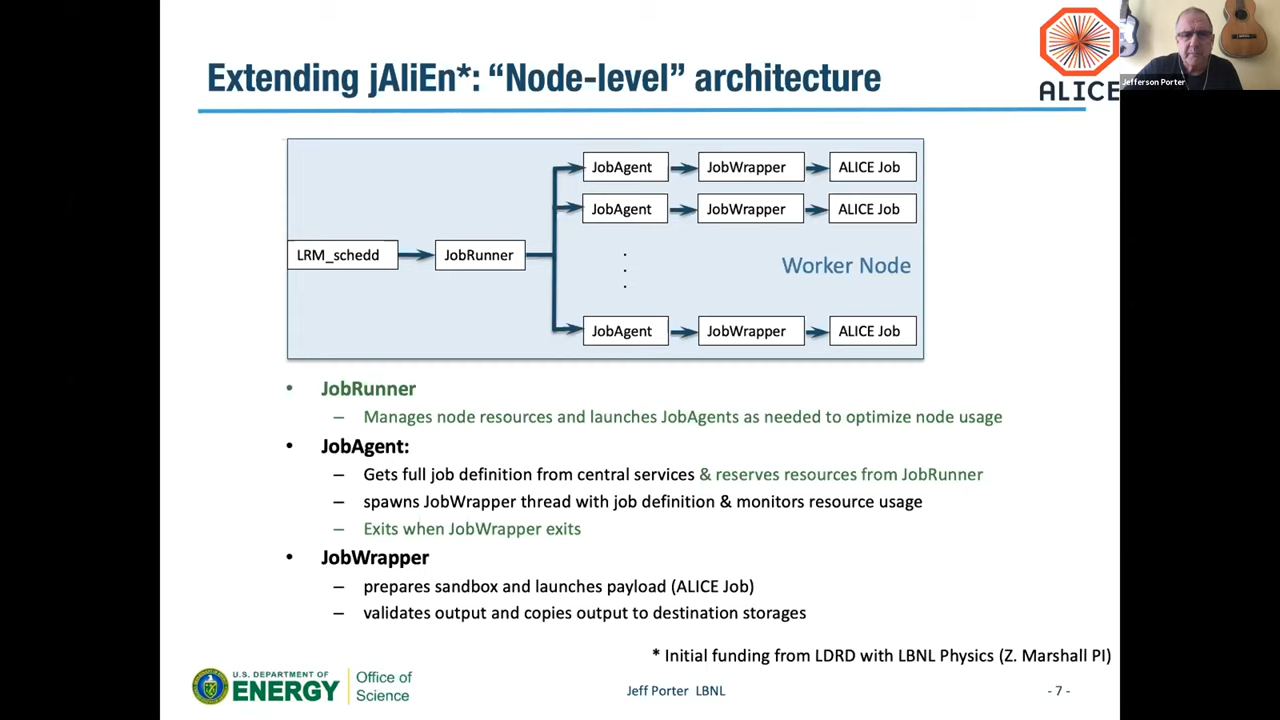 Extending jAliEn*: “Node-level” architecture
ALICE
Jefferson Porter
JobAgent JobWrapper ALICE Job
JobAgent JobWrapper ALICE Job
LRM_schedd JobRunner
Worker Node
JobAgent JobWrapper ALICE Job
• JobRunner
– Manages node resources and launches JobAgents as needed to optimize node usage
• JobAgent:
– Gets full job definition from central services & reserves resources from JobRunner
– spawns JobWrapper thread with job definition & monitors resource usage
– Exits when JobWrapper exits
• JobWrapper
– prepares sandbox and launches payload (ALICE Job)
– validates output and copies output to destination storages
* Initial funding from LDRD with LBNL Physics (Z. Marshall PI)
U.S. DEPARTMENT OF
ENERGY
Office of
Science
Jeff Porter LBNL
- 7 -